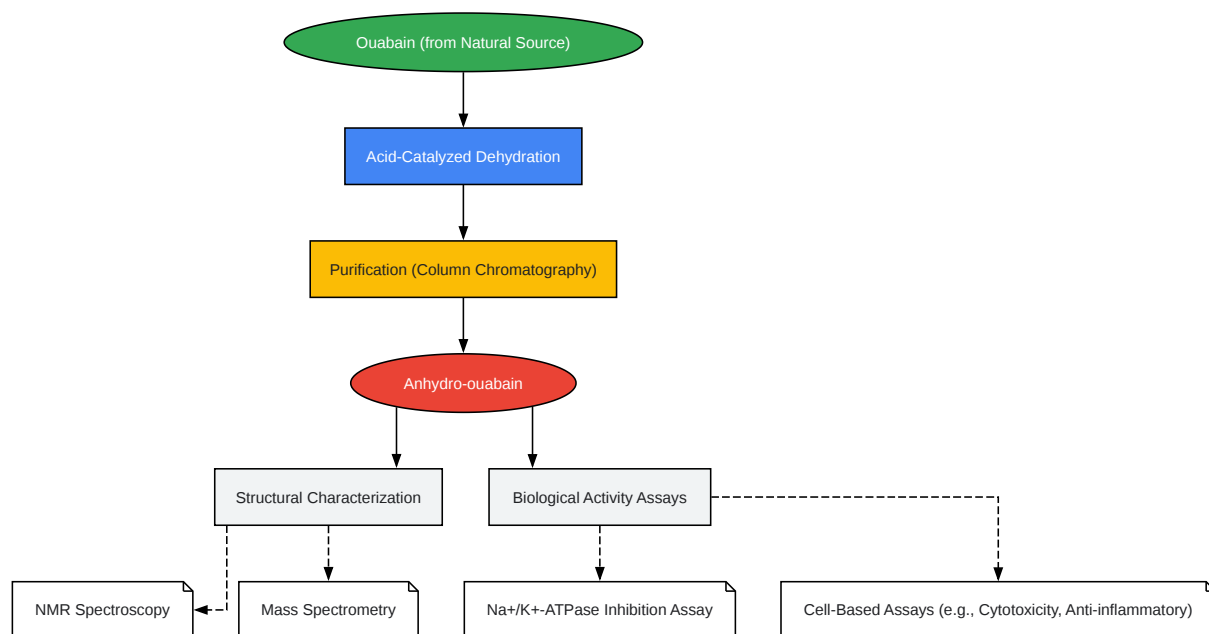 Ouabain (from Natural Source)
Acid-Catalyzed Dehydration
Purification (Column Chromatography)
Anhydro-ouabain
Structural Characterization
Biological Activity Assays
NMR Spectroscopy
Mass Spectrometry
Na+/K+-ATPase Inhibition Assay
Cell-Based Assays (e.g., Cytotoxicity, Anti-inflammatory)